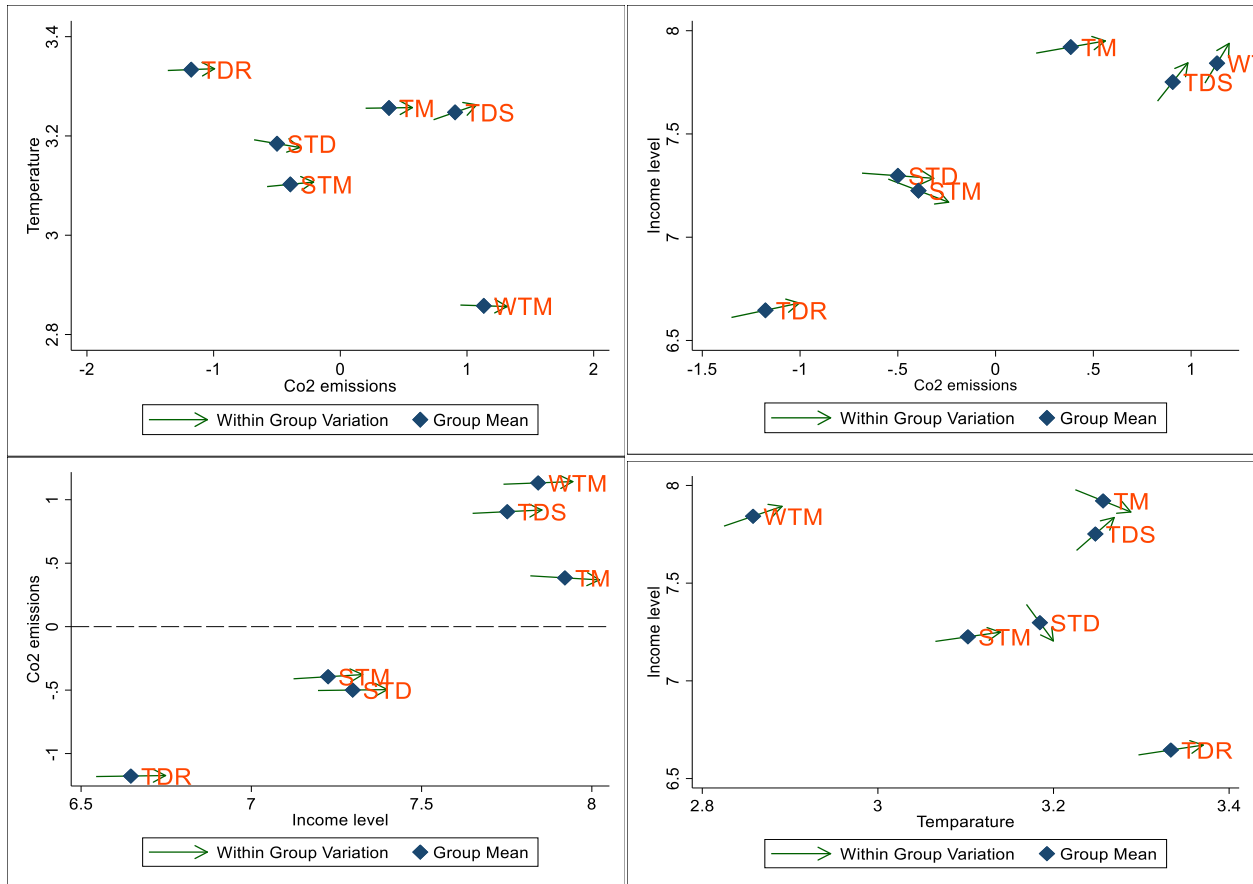 3.4
TDR
TM
TDS
3.2
STD
STM
Temperature
3
WTM
2.8
-2 -1 0 1 2
Co2 emissions
Within Group Variation Group Mean
8
TM
WT
TDS
7.5
STD
STM
Income level
7
TDR
6.5
-1.5 -1 -.5 0 .5 1
Co2 emissions
Within Group Variation Group Mean
WTM
1
TDS
.5
TM
Co2 emissions
0
STM
-.5
STD
-1
TDR
6.5 7 7.5 8
Income level
Within Group Variation Group Mean
8
TM
WTM
TDS
7.5
STD
STM
Income level
7
TDR
6.5
2.8 3 3.2 3.4
Temparature
Within Group Variation Group Mean